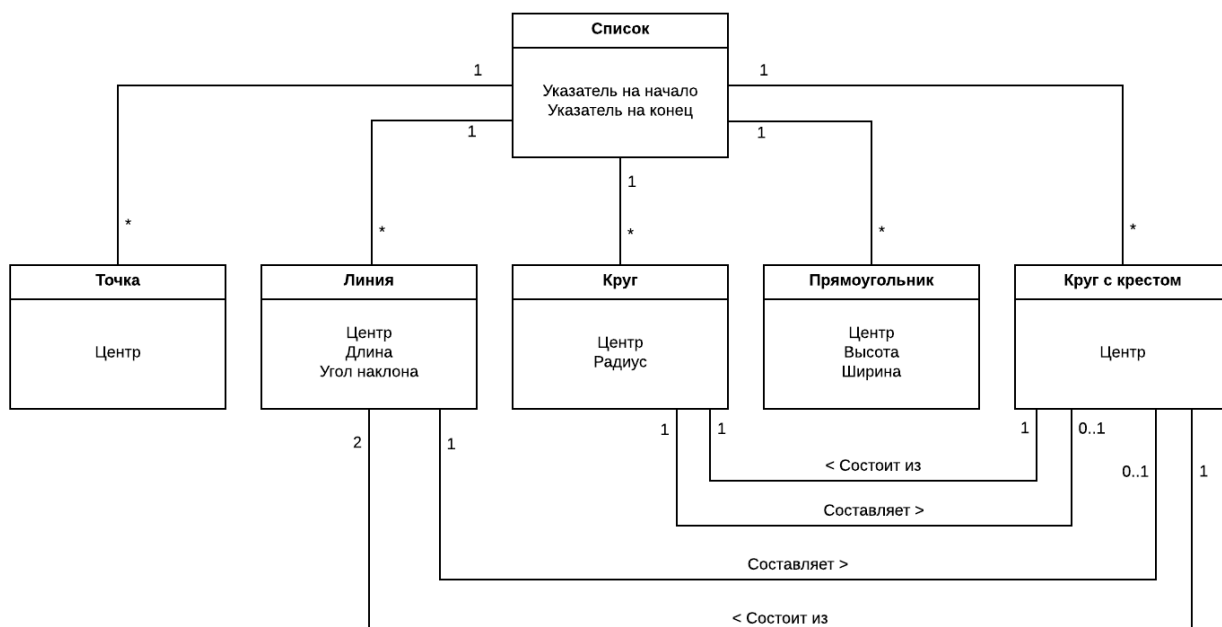 Список
Указатель на начало
Указатель на конец
1
1
1
1
1
*
*
*
*
*
Точка
Центр
Линия
Центр
Длина
Угол наклона
Круг
Центр
Радиус
Прямоугольник
Центр
Высота
Ширина
Круг с крестом
Центр
2
1
1
1
1
0..1
0..1
1
< Состоит из
Составляет >
Составляет >
< Состоит из